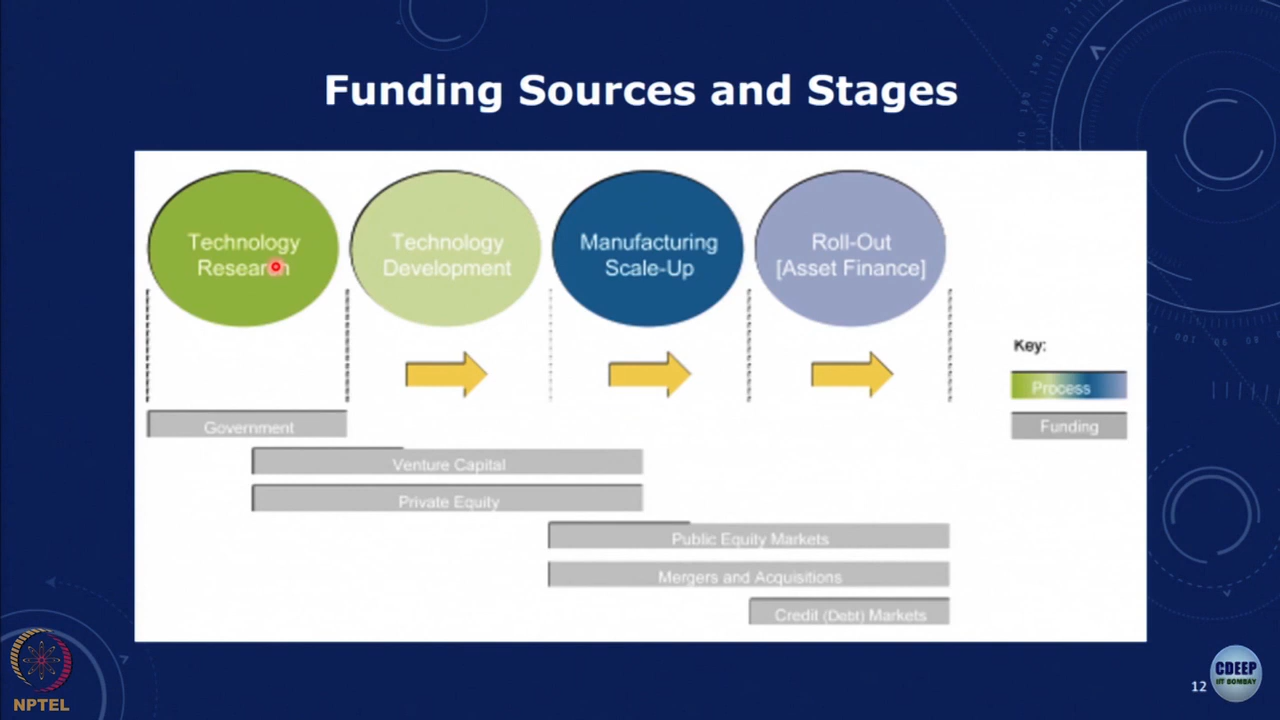 Funding Sources and Stages
Technology
Research
Technology
Development
Manufacturing
Scale-Up
Roll-Out
[Asset Finance]
Key:
Process
Funding
Government
Venture Capital
Private Equity
Public Equity Markets
Mergers and Acquisitions
Credit (Debt) Markets
NPTEL
12
CDEEP
IIT BOMBAY